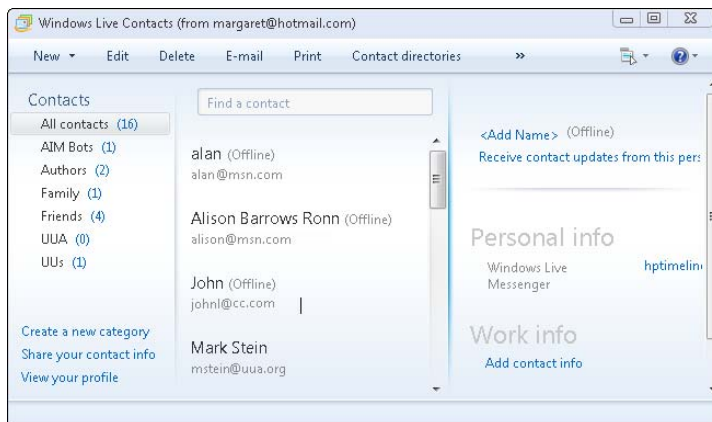 Windows Live Contacts (from margaret@hotmail.com)
New Edit Delete E-mail Print Contact directories »
Contacts
All contacts (16)
AIM Bots (1)
Authors (2)
Family (1)
Friends (4)
UUA (0)
UUs (1)
Create a new category
Share your contact info
View your profile
Find a contact
alan (Offline)
alan@msn.com
Alison Barrows Ronn (Offline)
alison@msn.com
John (Offline)
johnl@cc.com
Mark Stein
mstein@uua.org
<Add Name> (Offline)
Receive contact updates from this pers
Personal info
Windows Live hptimelin
Messenger
Work info
Add contact info